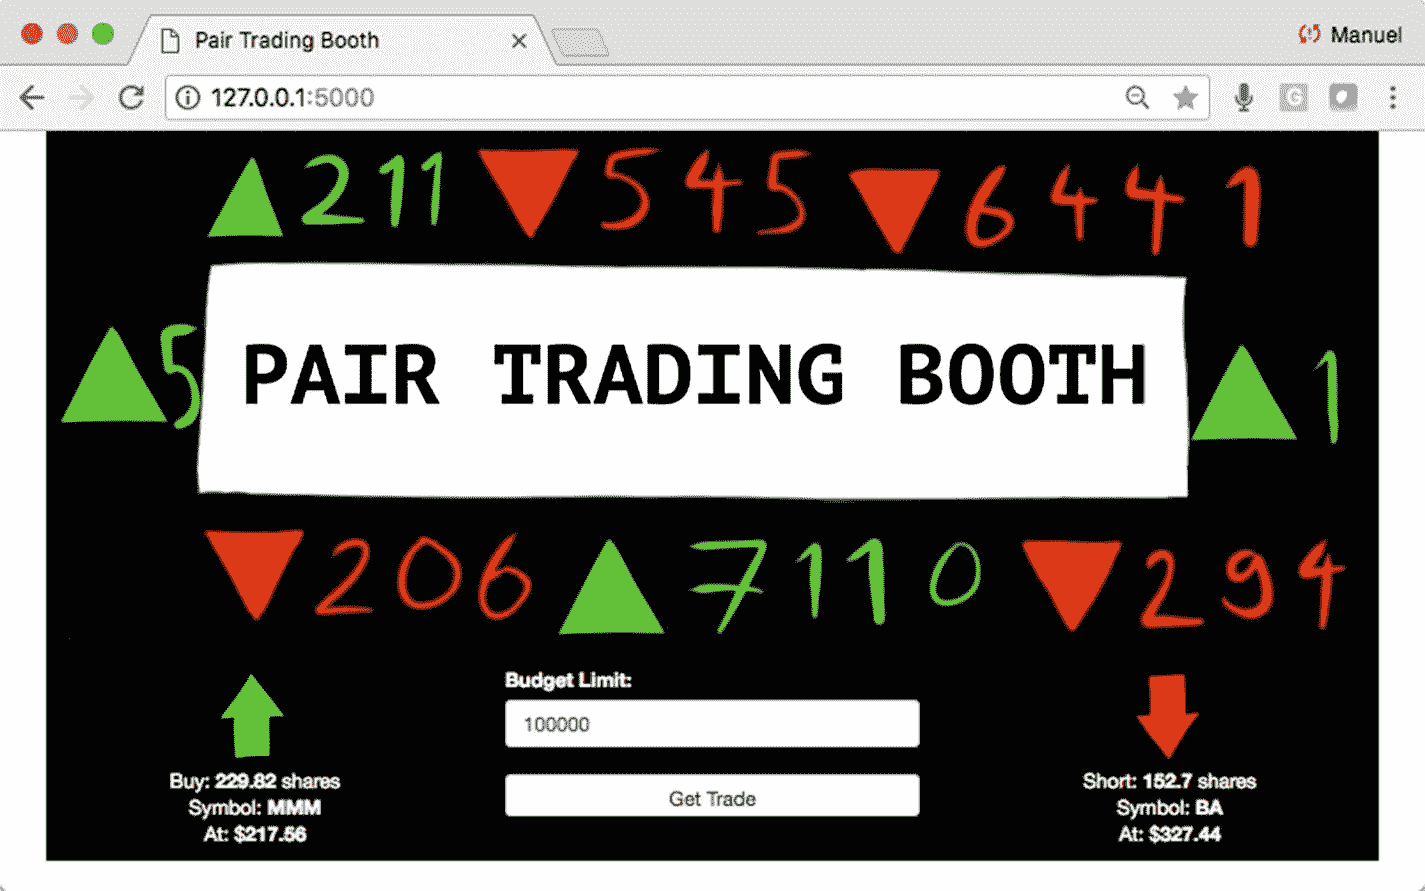 Pair Trading Booth
Manuel
127.0.0.1:5000
G
211 545 6441
5
PAIR TRADING BOOTH
1
206 7110 294
Budget Limit:
100000
Get Trade
Buy: 229.82 shares
Symbol: MMM
At: $217.56
Short: 152.7 shares
Symbol: BA
At: $327.44